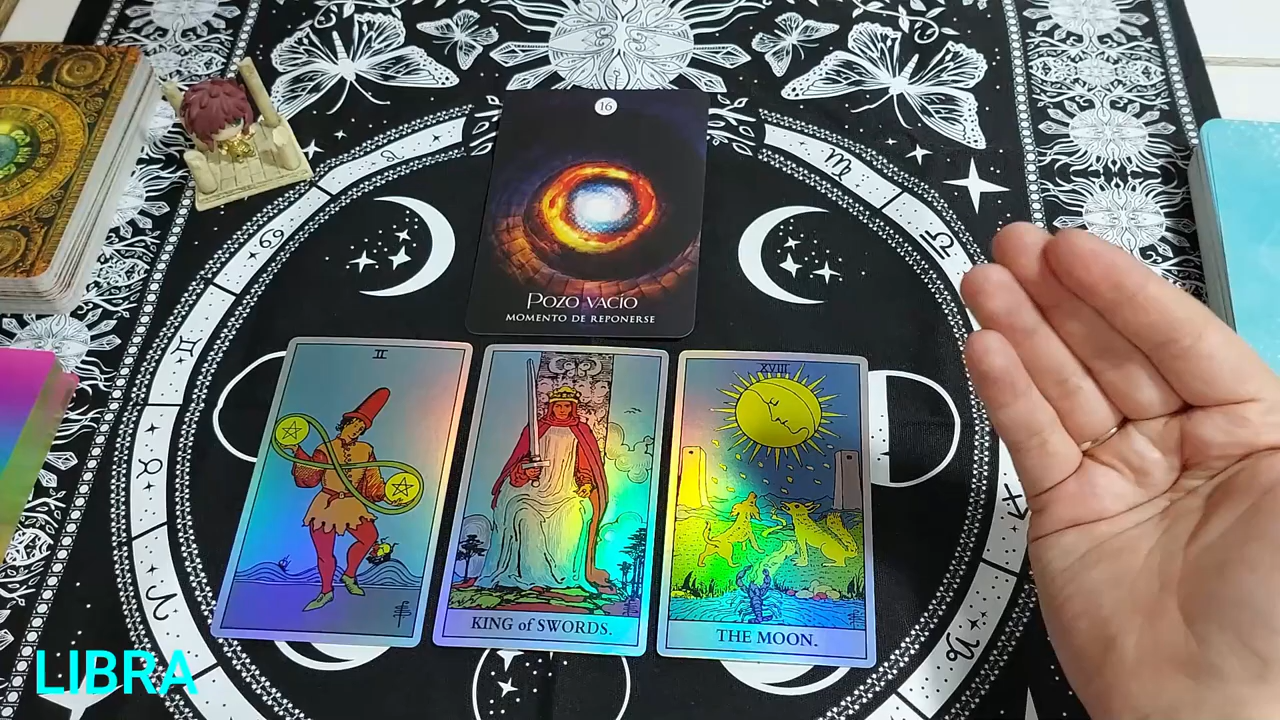 16
POZO VACÍO
MOMENTO DE REPONERSE
II
XVIII
KING of SWORDS.
THE MOON.
LIBRA